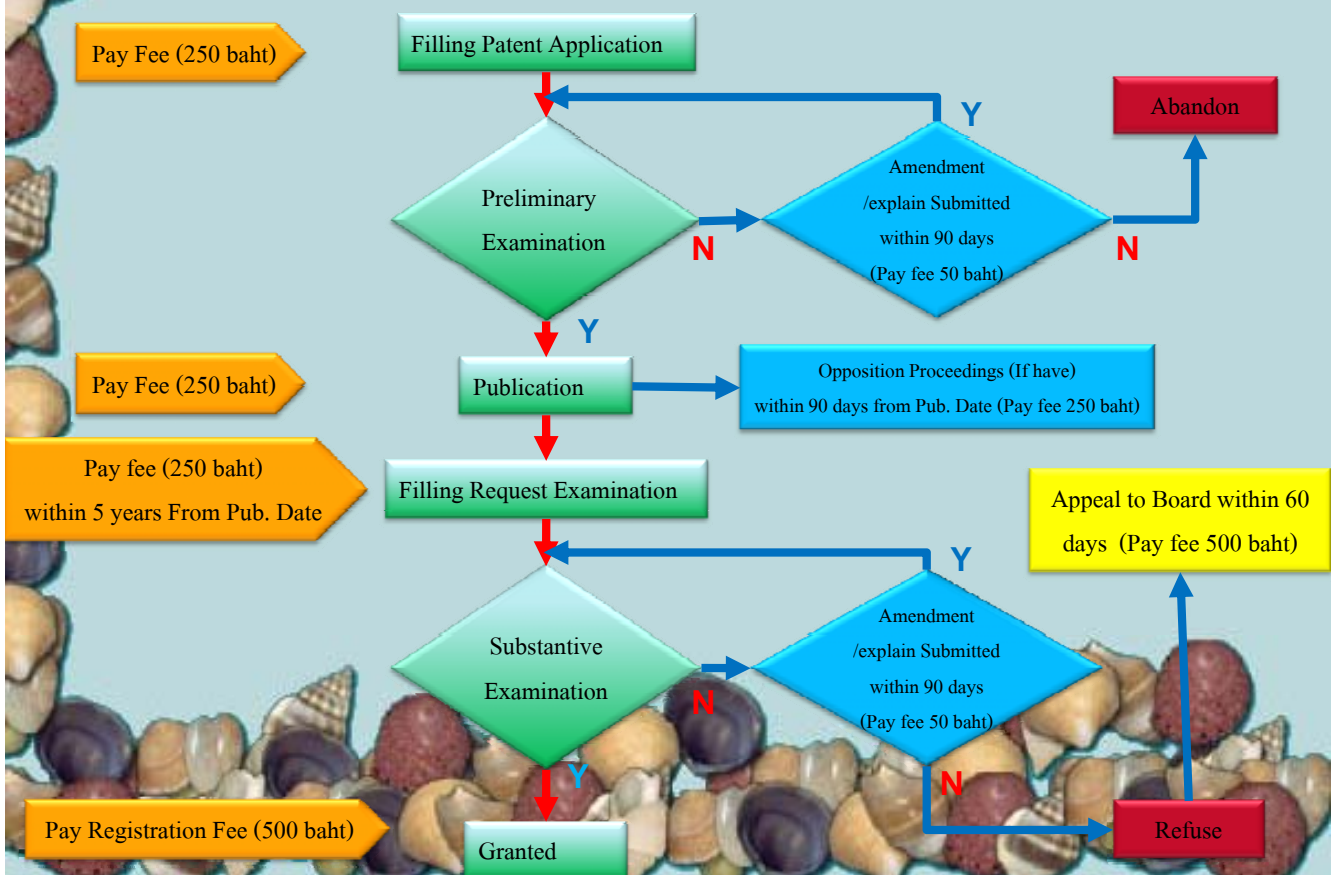 Pay Fee (250 baht)
Filling Patent Application
Abandon
Y
Preliminary
Examination
N
Amendment
/explain Submitted
within 90 days
(Pay fee 50 baht)
N
Y
Pay Fee (250 baht)
Publication
Opposition Proceedings (If have)
within 90 days from Pub. Date (Pay fee 250 baht)
Pay fee (250 baht)
within 5 years From Pub. Date
Filling Request Examination
Appeal to Board within 60
days (Pay fee 500 baht)
Y
Substantive
Examination
N
Amendment
/explain Submitted
within 90 days
(Pay fee 50 baht)
N
Y
Pay Registration Fee (500 baht)
Granted
Refuse